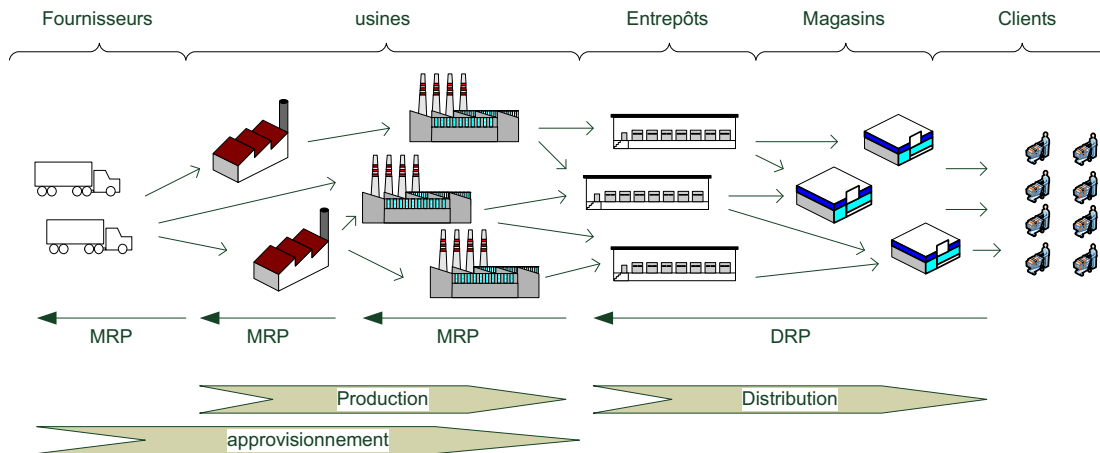 Fournisseurs
usines
Entrepôts
Magasins
Clients
MRP
MRP
MRP
DRP
Production
Distribution
approvisionnement